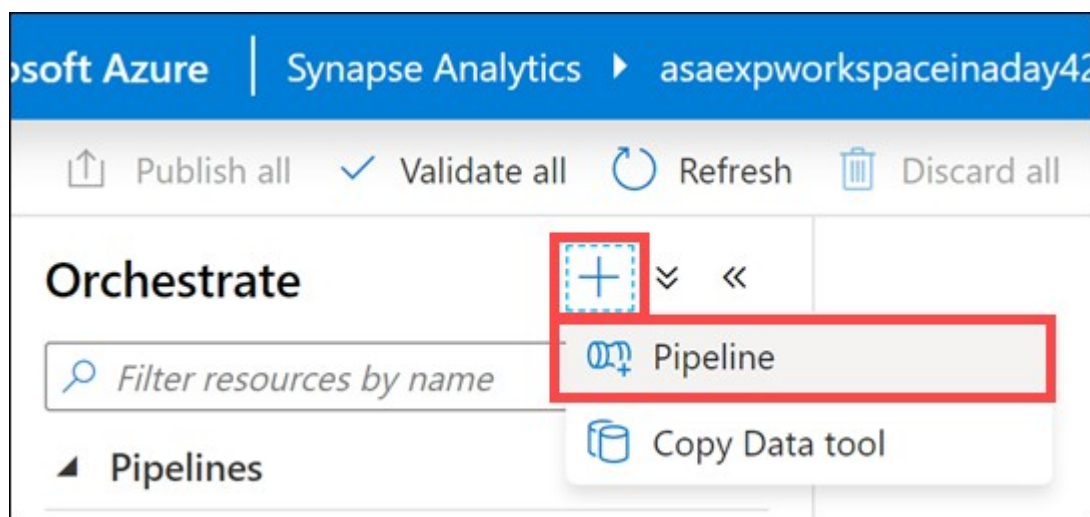 osoft Azure | Synapse Analytics ▸ asaexpworkspaceinaday42
Publish all Validate all Refresh Discard all
Orchestrate
Filter resources by name
Pipeline
Copy Data tool
Pipelines